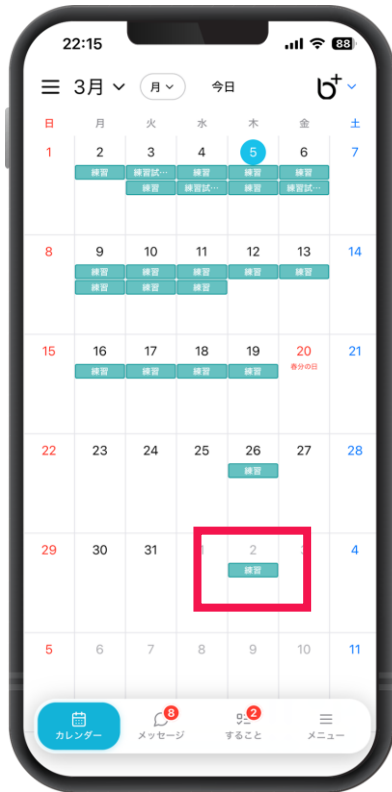 22:15 88
3月 月 今日 b+
日 月 火 水 木 金 土
1 2 3 4 5 6 7
練習 練習試… 練習 練習 練習
練習 練習試… 練習 練習試…
8 9 10 11 12 13 14
練習 練習 練習 練習 練習
練習 練習 練習
15 16 17 18 19 20 21
練習 練習 練習 練習 春分の日
22 23 24 25 26 27 28
練習
29 30 31 2 4
練習
5 6 7 8 9 10 11
8 2
カレンダー メッセージ すること メニュー